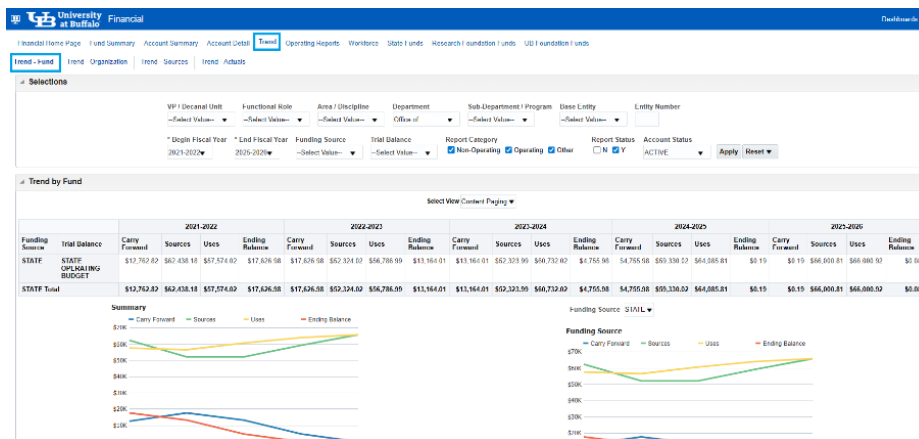 UB University at Buffalo Financial Dashboards
Financial Home Page Fund Summary Account Summary Account Detail Trend Operating Reports Workforce State Funds Research Foundation Funds UB Foundation Funds
Trend - Fund Trend - Organization Trend - Sources Trend - Actuals
Selections
VP / Decanal Unit Functional Role Area / Discipline Department Sub-Department / Program Base Entity Entity Number
--Select Value-- --Select Value-- --Select Value-- Office of --Select Value-- --Select Value--
* Begin Fiscal Year * End Fiscal Year Funding Source Trial Balance Report Category Report Status Account Status
2021-2022 2025-2026 --Select Value-- --Select Value-- Non-Operating Operating Other N Y ACTIVE Apply Reset
Trend by Fund
Select View Content Paging
2021-2022 2022-2023 2023-2024 2024-2025 2025-2026
Funding Source Trial Balance Carry Forward Sources Uses Ending Balance Carry Forward Sources Uses Ending Balance Carry Forward Sources Uses Ending Balance Carry Forward Sources Uses Ending Balance Carry Forward Sources Uses Ending Balance
STATE STATE OPERATING BUDGET $12,762.82 $62,438.18 $57,574.02 $17,626.98 $17,626.98 $52,324.02 $56,786.99 $13,164.01 $13,164.01 $52,323.99 $60,732.02 $4,755.98 $4,755.98 $59,330.02 $64,085.81 $0.19 $0.19 $66,000.81 $66,000.92
STATE Total $12,762.82 $62,438.18 $57,574.02 $17,626.98 $17,626.98 $52,324.02 $56,786.99 $13,164.01 $13,164.01 $52,323.99 $60,732.02 $4,755.98 $4,755.98 $59,330.02 $64,085.81 $0.19 $0.19 $66,000.81 $66,000.92
Summary
Carry Forward Sources Uses Ending Balance
$70K
$60K
$50K
$40K
$30K
$20K
$10K
Funding Source STATE
Funding Source
Carry Forward Sources Uses Ending Balance
$70K
$60K
$50K
$40K
$30K
$20K